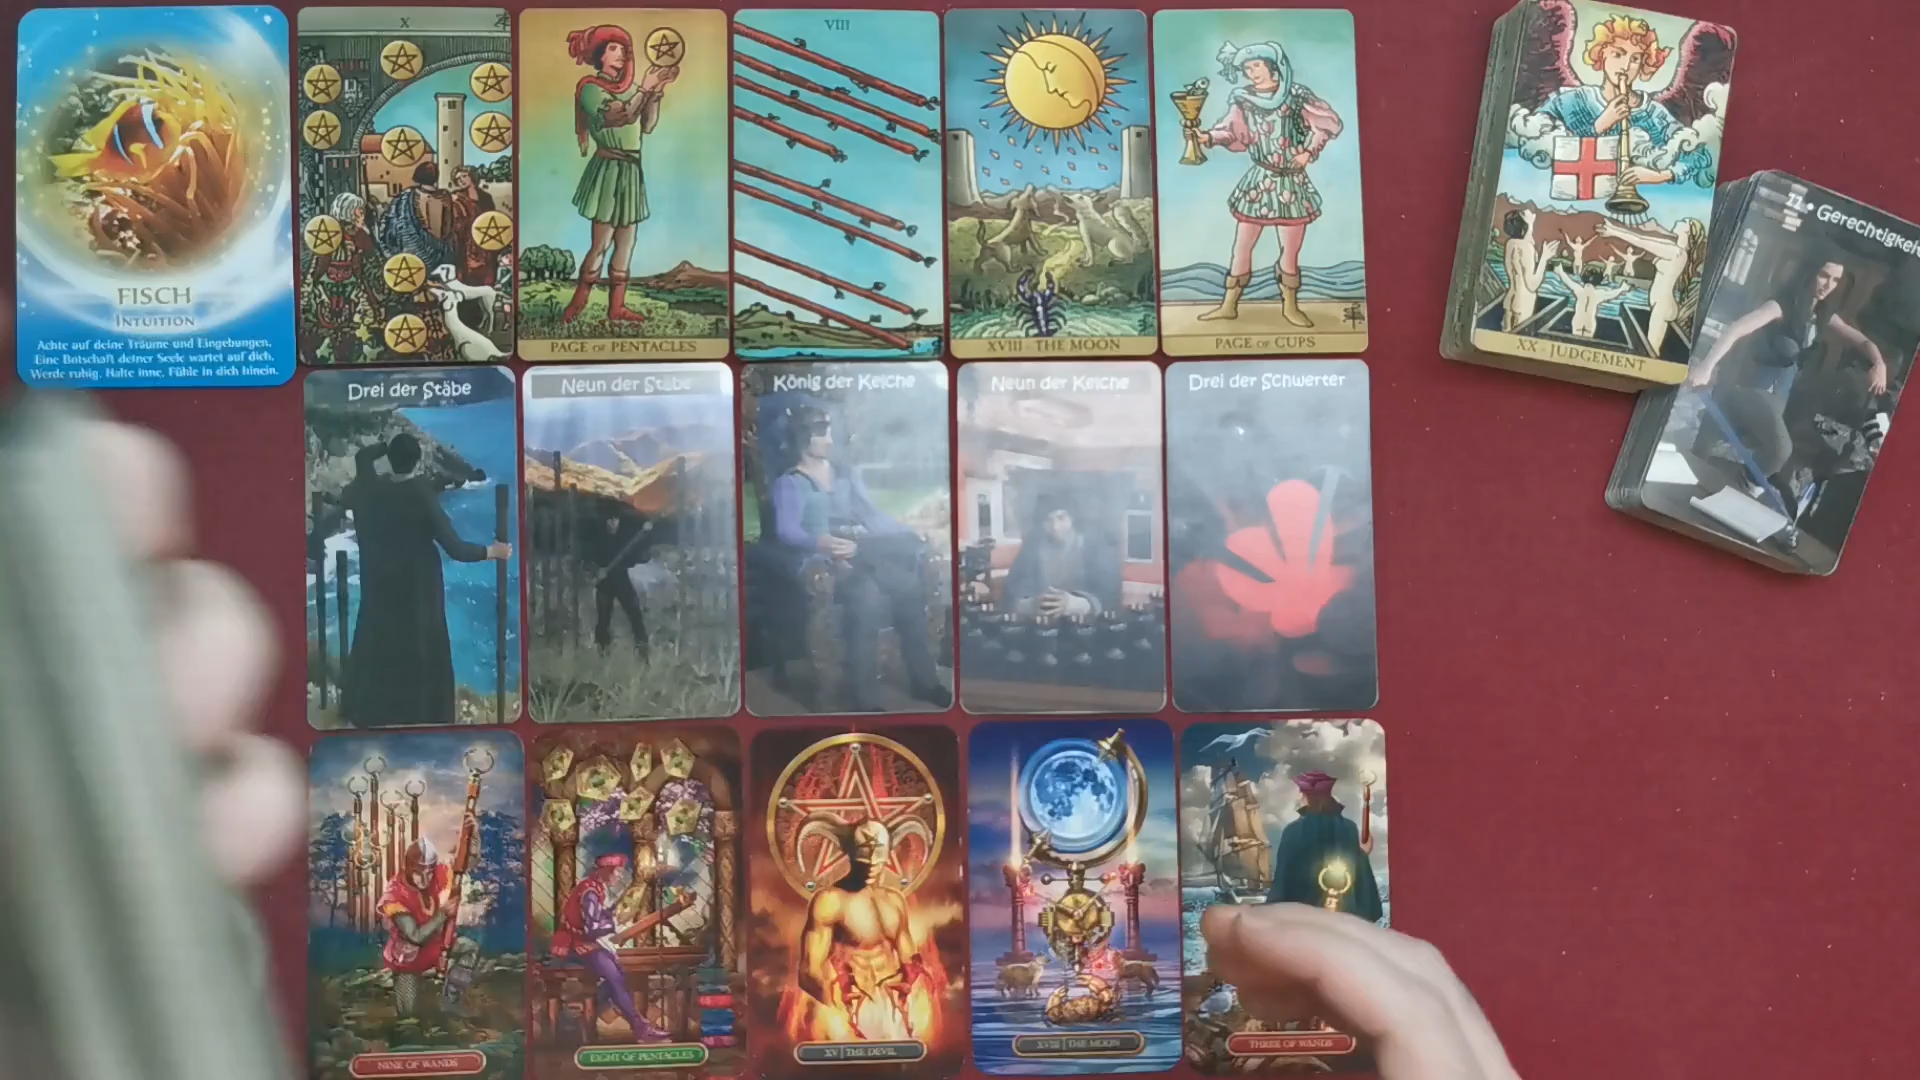 FISCH
INTUITION
Achte auf deine Träume und Eingebungen.
Eine Botschaft deiner Seele wartet auf dich.
Werde ruhig. Halte inne. Fühle in dich hinein.
X
PAGE OF PENTACLES
VIII
XVIII - THE MOON
PAGE OF CUPS
XX - JUDGEMENT
11 • Gerechtigkeit
Drei der Stäbe
Neun der Stäbe
König der Kelche
Neun der Kelche
Drei der Schwerter
NINE OF WANDS
EIGHT OF PENTACLES
XV | THE DEVIL
XVIII | THE MOON
THREE OF WANDS